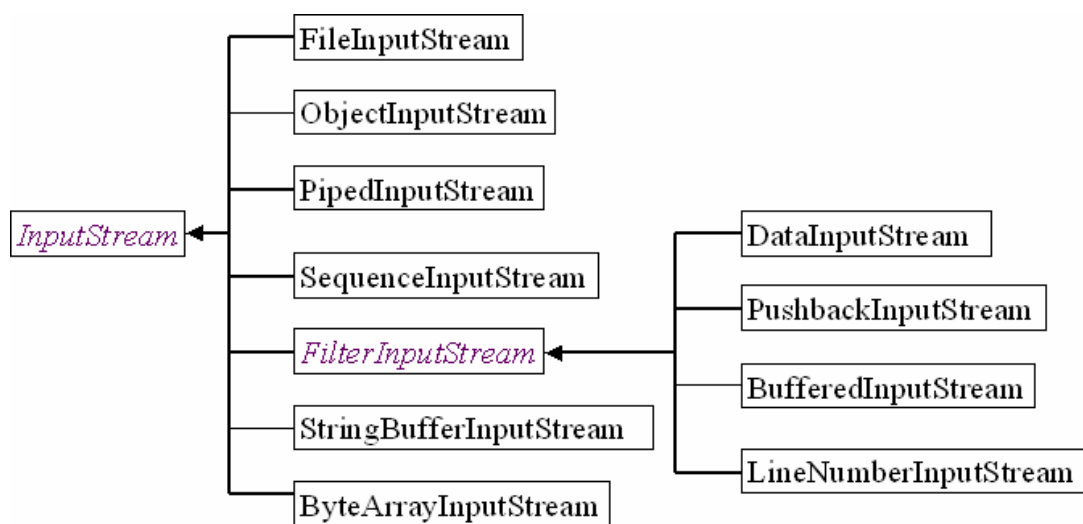 FileInputStream
ObjectInputStream
PipedInputStream
InputStream
SequenceInputStream
FilterInputStream
StringBufferInputStream
ByteArrayInputStream
DataInputStream
PushbackInputStream
BufferedInputStream
LineNumberInputStream